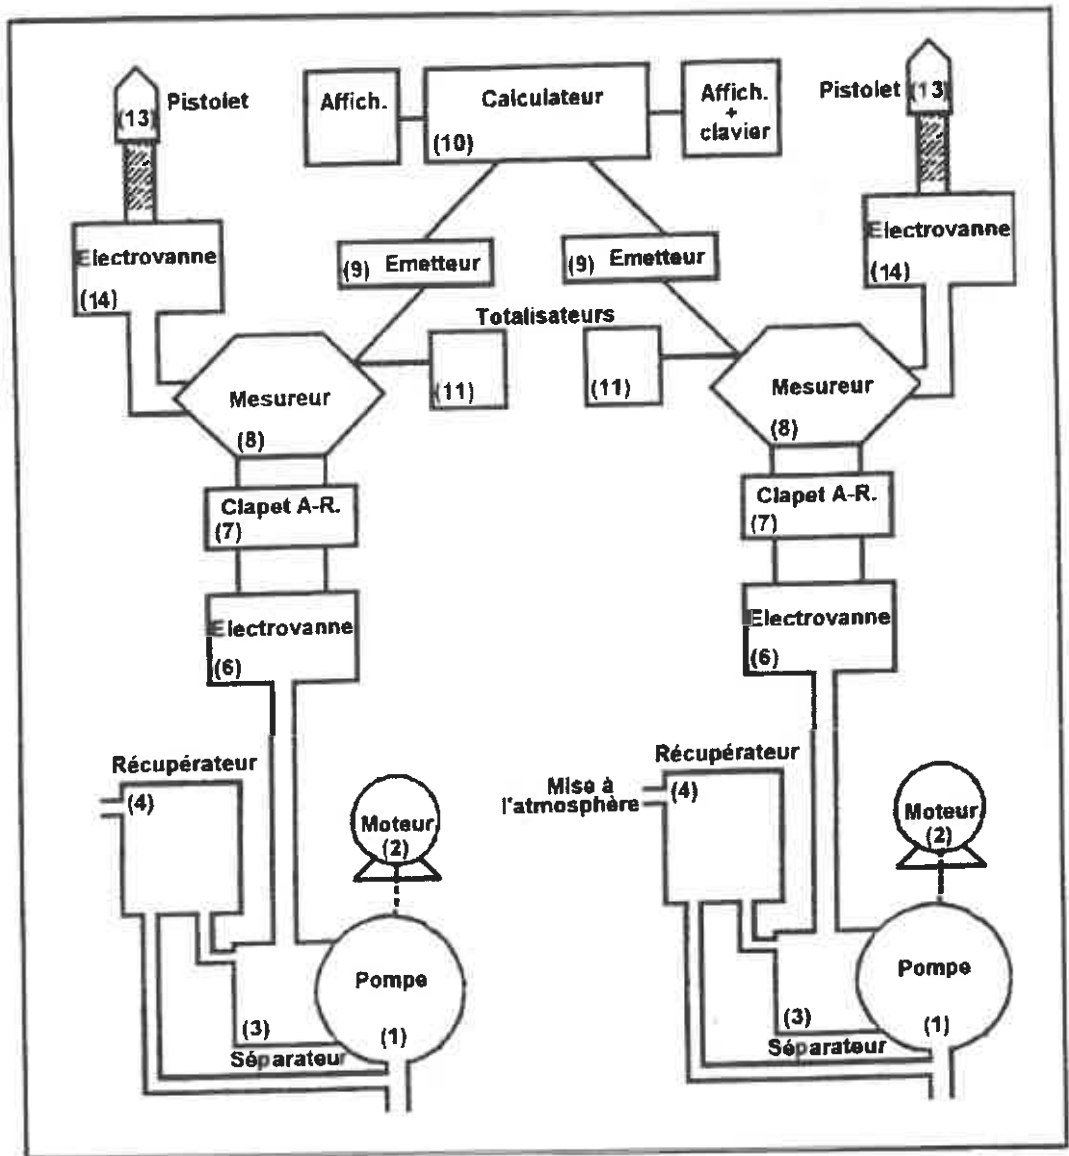 Pistolet
(13)
Affich.
Calculateur
(10)
Affich.
+
clavier
Pistolet
(13)
Electrovanne
(14)
(9) Emetteur
(9) Emetteur
Electrovanne
(14)
Totalisateurs
(11)
(11)
Mesureur
(8)
Mesureur
(8)
Clapet A-R.
(7)
Clapet A-R.
(7)
Electrovanne
(6)
Electrovanne
(6)
Récupérateur
(4)
Moteur
(2)
Récupérateur
(4)
Mise à
l'atmosphère
Moteur
(2)
Pompe
(1)
(3)
Séparateur
Pompe
(1)
(3)
Séparateur